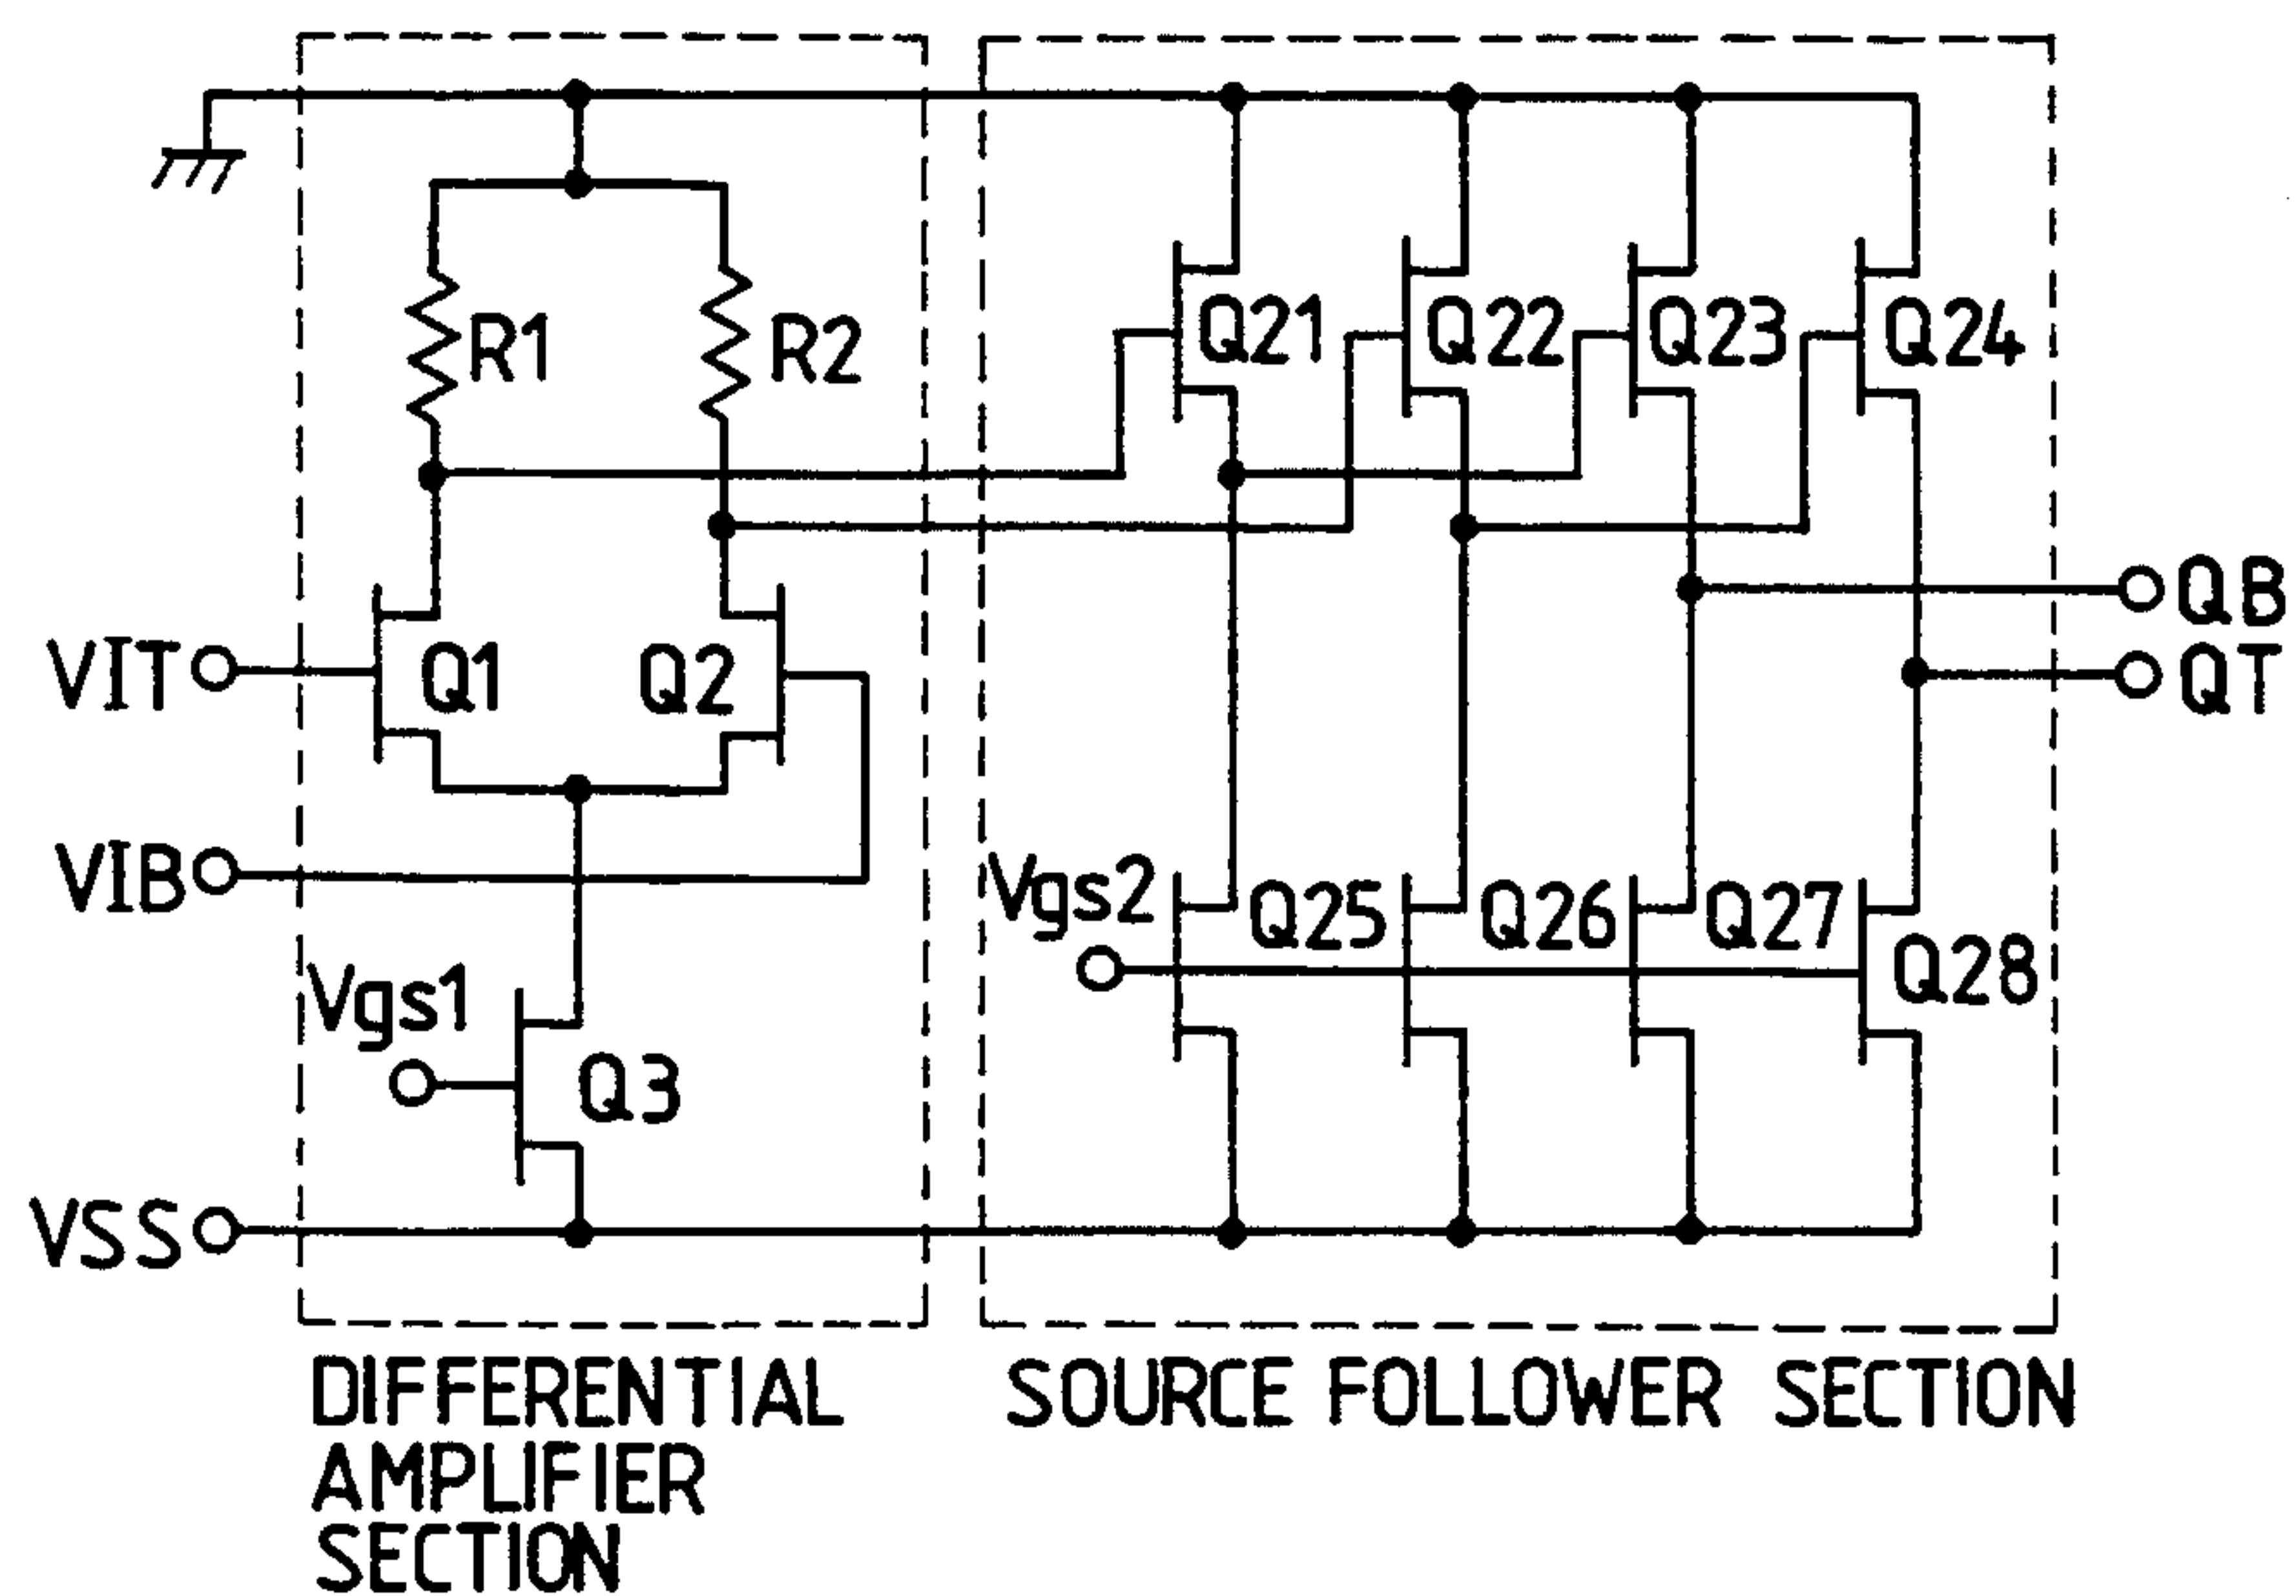 R1
R2
Q21
Q22
Q23
Q24
QB
QT
VIT
Q1
Q2
VIB
Vgs2
Q25
Q26
Q27
Q28
Vgs1
Q3
VSS
DIFFERENTIAL
AMPLIFIER
SECTION
SOURCE FOLLOWER SECTION